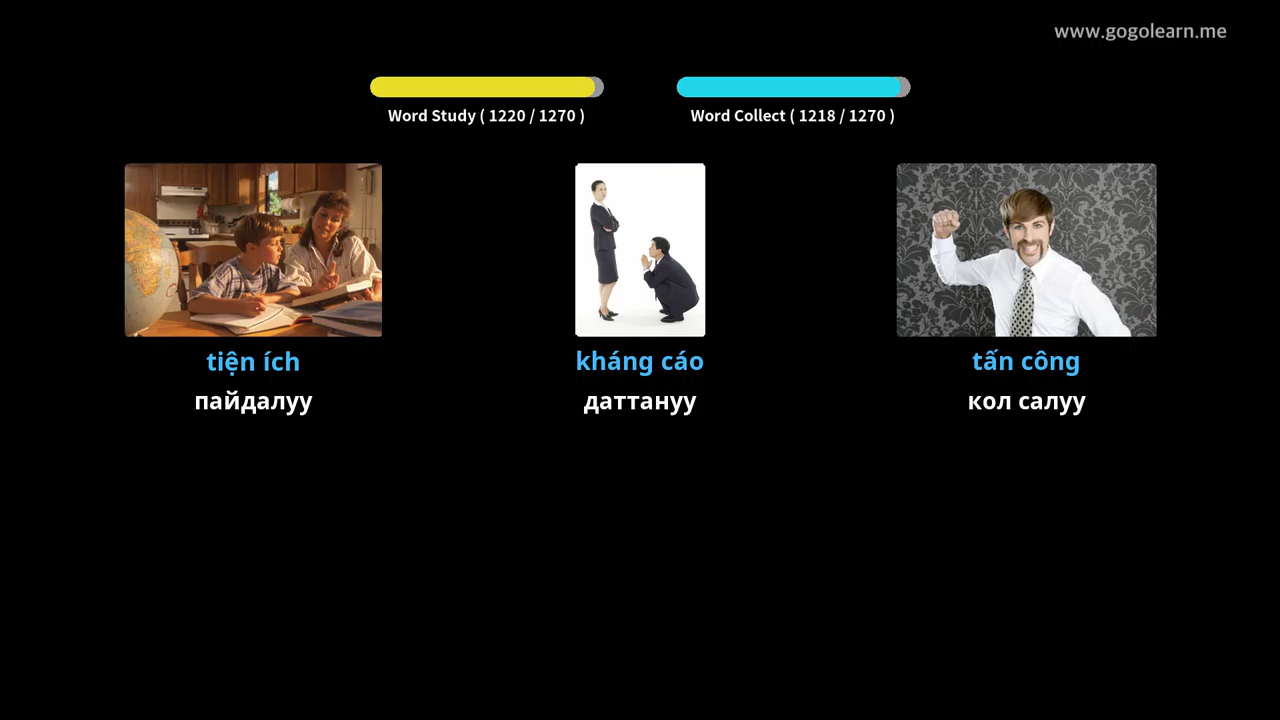 www.gogolearn.me
Word Study ( 1220 / 1270 )
Word Collect ( 1218 / 1270 )
tiện ích
kháng cáo
tấn công
пайдалуу
даттануу
кол салуу